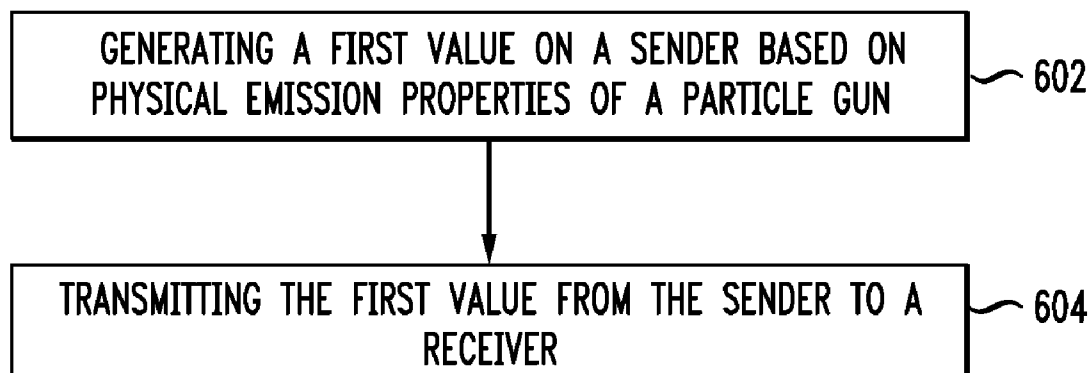 GENERATING A FIRST VALUE ON A SENDER BASED ON
PHYSICAL EMISSION PROPERTIES OF A PARTICLE GUN
602
TRANSMITTING THE FIRST VALUE FROM THE SENDER TO A
RECEIVER
604